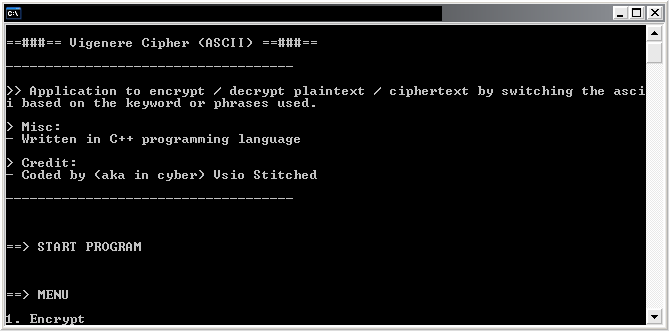 C:\
==###== Vigenere Cipher (ASCII) ==###==
-------------------------------------
>> Application to encrypt / decrypt plaintext / ciphertext by switching the asci
i based on the keyword or phrases used.
> Misc:
- Written in C++ programming language
> Credit:
- Coded by (aka in cyber) Vsio Stitched
-------------------------------------
==> START PROGRAM
==> MENU
1. Encrypt